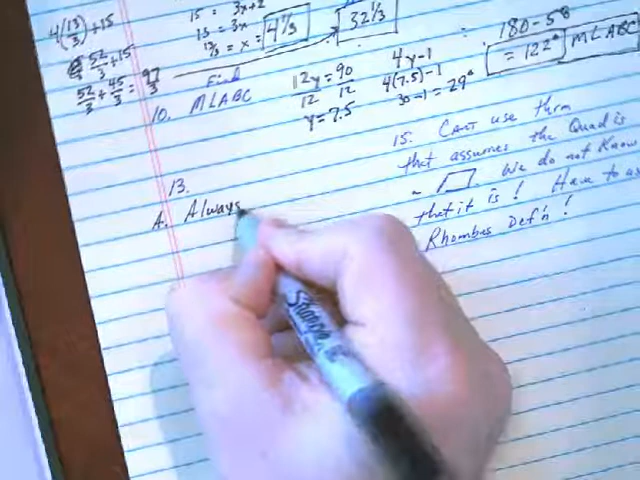 4(13/3)+15
52/3 + 15
52/3 + 45/3 = 97/3
15 = 3x+2
13 = 3x
13/3 = x = 4 1/3
32 1/3
Find
10. M∠ABC
12y = 90
12 12
y = 7.5
4y-1
4(7.5)-1
30-1 = 29°
180-58
= 122° M∠ABC
13.
A. Always
15. Can't use thm
that assumes the Quad is
a ▱. We do not know
that it is! Have to
Rhombus Def'n!
Sharpie